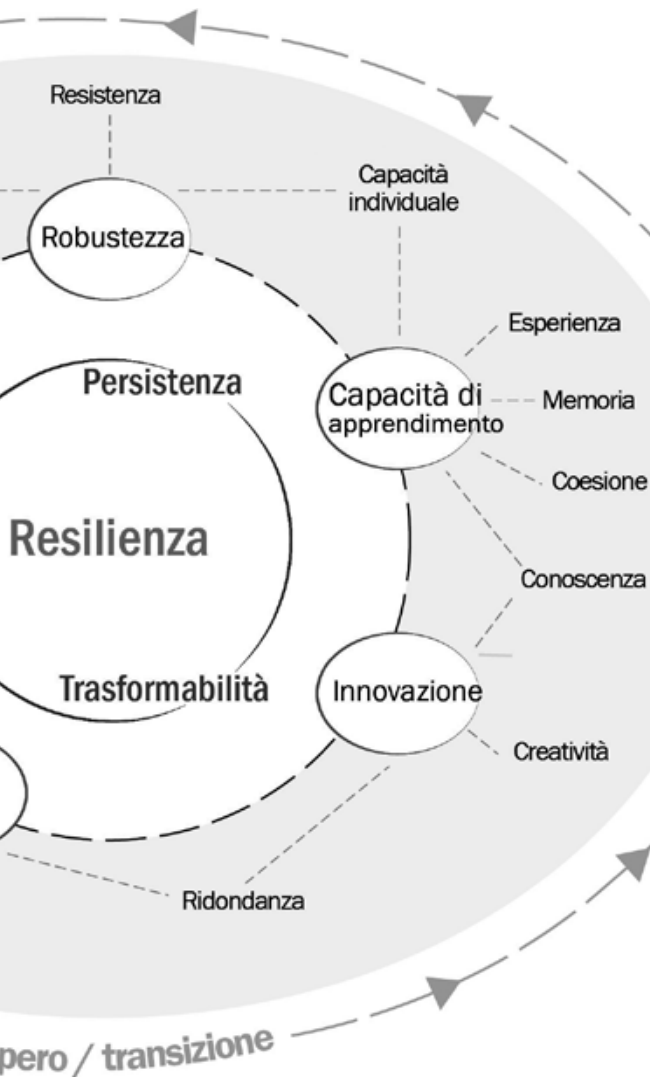 Resistenza
Capacità
individuale
Robustezza
Esperienza
Persistenza
Capacità di
apprendimento
Memoria
Coesione
Resilienza
Conoscenza
Trasformabilità
Innovazione
Creatività
Ridondanza
pero / transizione